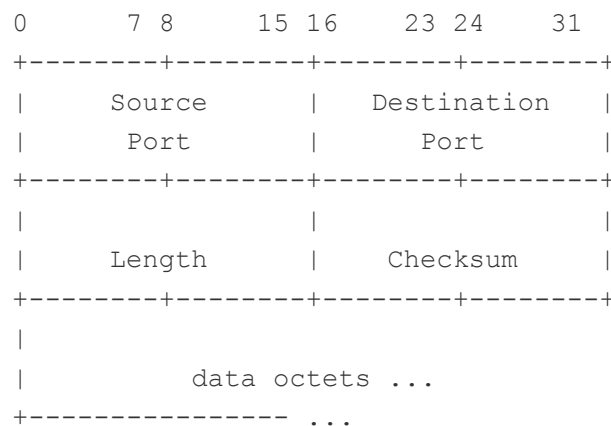 0      7 8     15 16    23 24    31
+--------+--------+--------+--------+
|     Source      |   Destination   |
|      Port       |      Port       |
+--------+--------+--------+--------+
|                 |                 |
|     Length      |    Checksum     |
+--------+--------+--------+--------+
|
|          data octets ...
+---------------- ...